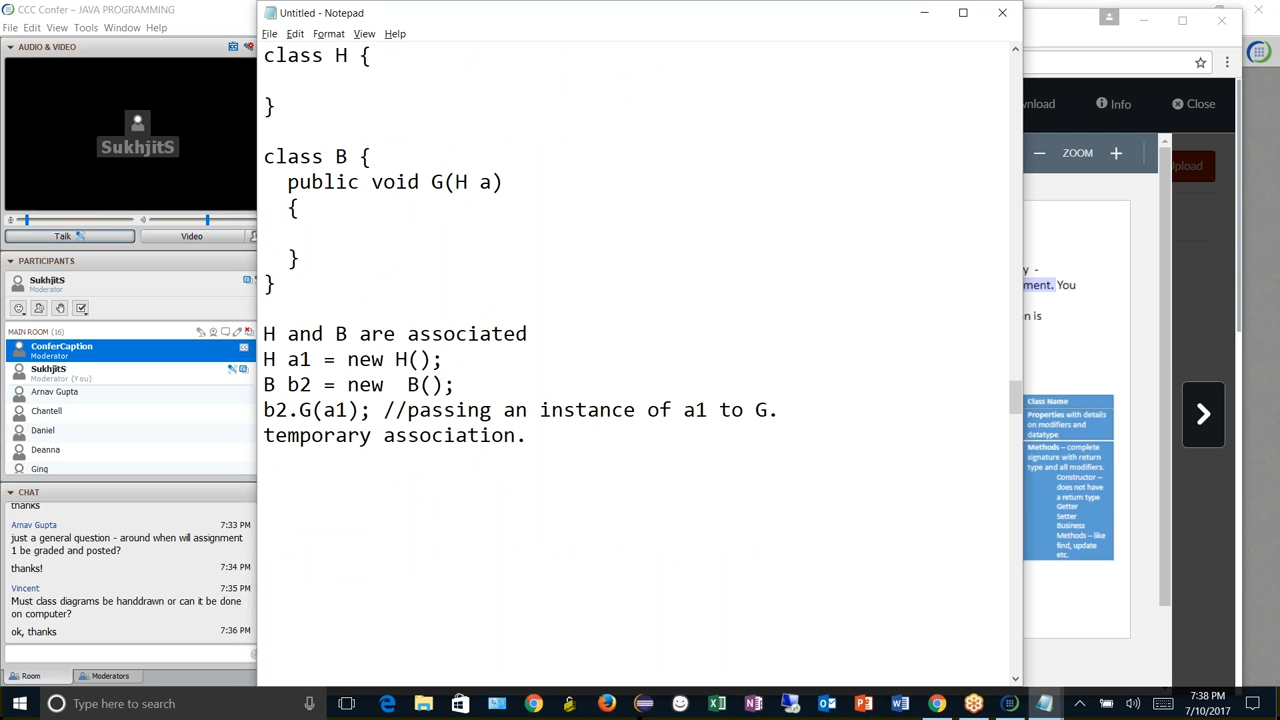 CCC Confer – JAVA PROGRAMMING
File Edit View Tools Window Help
AUDIO & VIDEO
SukhjitS
Talk
Video
PARTICIPANTS
SukhjitS
Moderator
MAIN ROOM (16)
ConferCaption
Moderator
SukhjitS
Moderator (You)
Arnav Gupta
Chantell
Daniel
Deanna
Ging
CHAT
thanks
Arnav Gupta 7:33 PM
just a general question - around when will assignment
1 be graded and posted?
thanks! 7:34 PM
Vincent 7:35 PM
Must class diagrams be handdrawn or can it be done
on computer?
ok, thanks 7:36 PM
Room
Moderators
Untitled - Notepad
File Edit Format View Help
class H {
}
class B {
public void G(H a)
{
}
}
H and B are associated
H a1 = new H();
B b2 = new  B();
b2.G(a1); //passing an instance of a1 to G.
temporary association.
wnload
Info
Close
ZOOM
pload
y -
ment. You
n is
Class Name
Properties with details
on modifiers and
datatype
Methods – complete
signature with return
type and all modifiers.
Constructor –
does not have
a return type
Getter
Setter
Business
Methods – like
find, update
etc.
Type here to search
7:38 PM
7/10/2017